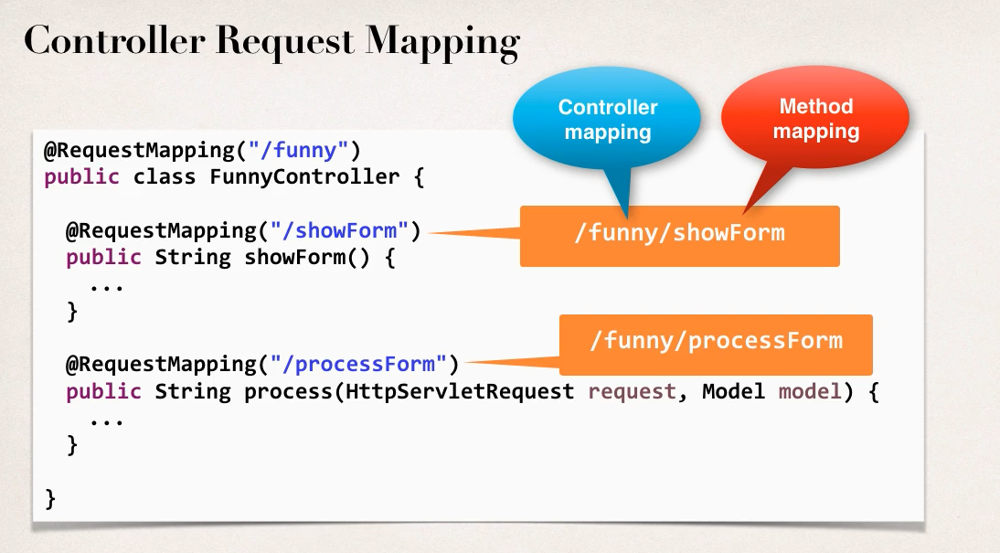 Controller Request Mapping
Controller
mapping
Method
mapping
@RequestMapping("/funny")
public class FunnyController {
@RequestMapping("/showForm")
/funny/showForm
public String showForm() {
...
}
/funny/processForm
@RequestMapping("/processForm")
public String process(HttpServletRequest request, Model model) {
...
}
}